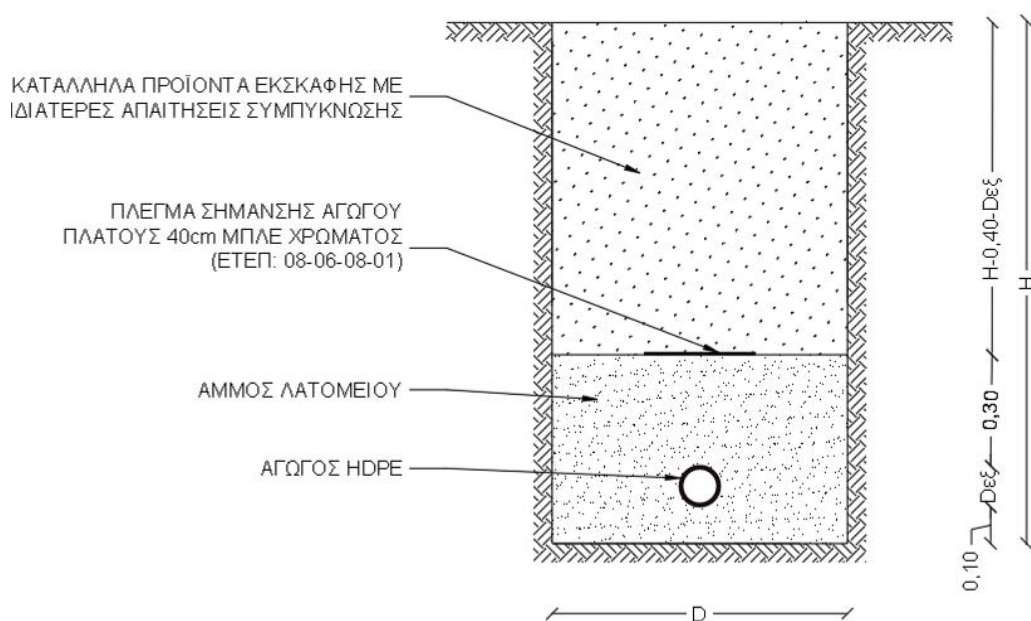 ΚΑΤΑΛΛΗΛΑ ΠΡΟΪΟΝΤΑ ΕΚΣΚΑΦΗΣ ΜΕ
ΙΔΙΑΤΕΡΕΣ ΑΠΑΙΤΗΣΕΙΣ ΣΥΜΠΥΚΝΩΣΗΣ
ΠΛΕΓΜΑ ΣΗΜΑΝΣΗΣ ΑΓΩΓΟΥ
ΠΛΑΤΟΥΣ 40cm ΜΠΛΕ ΧΡΩΜΑΤΟΣ
(ΕΤΕΠ: 08-06-08-01)
ΑΜΜΟΣ ΛΑΤΟΜΕΙΟΥ
ΑΓΩΓΟΣ HDPE
H-0,40-Dεξ
H
0,30
Dεξ
0,10
D